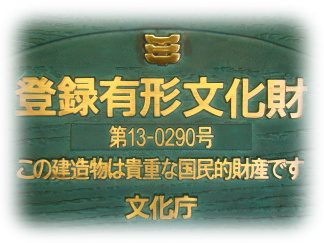 登録有形文化財
第13-0290号
この建造物は貴重な国民的財産です
文化庁